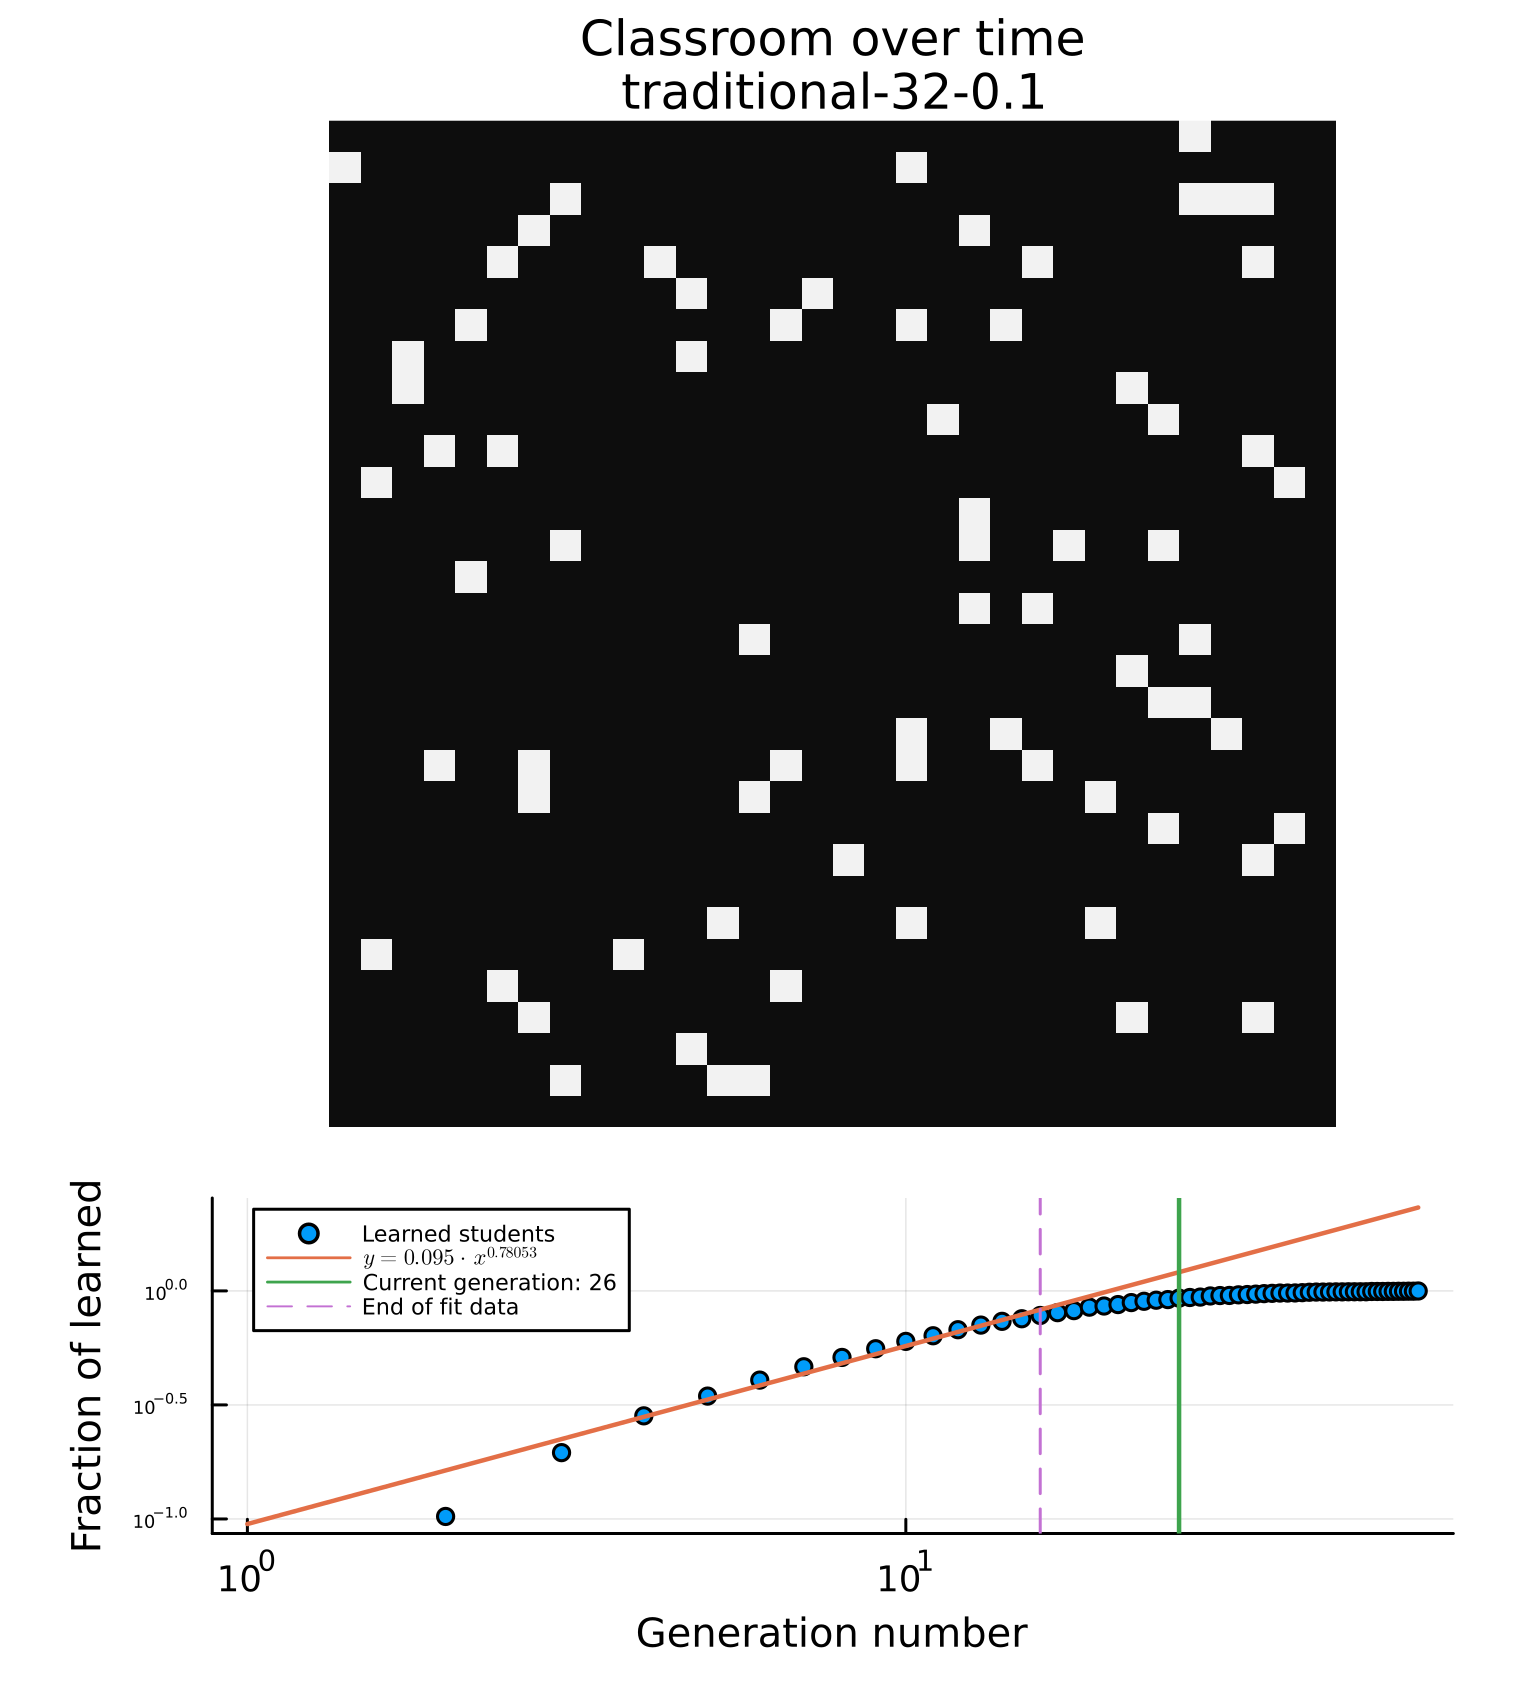 Classroom over time
traditional-32-0.1
Fraction of learned
Learned students
y = 0.095 · x^0.78053
Current generation: 26
End of fit data
10^0.0
10^−0.5
10^−1.0
10^0
10^1
Generation number